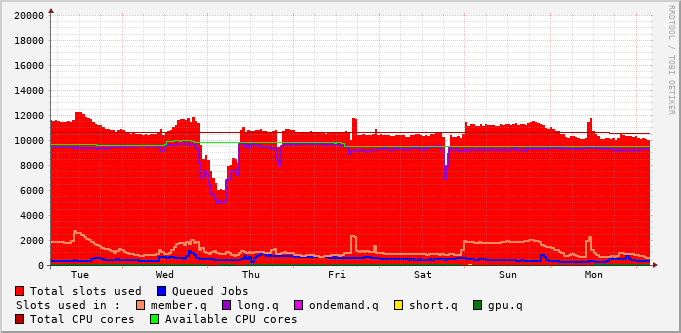 20000
18000
16000
14000
12000
10000
8000
6000
4000
2000
0
Tue Wed Thu Fri Sat Sun Mon
RRDTOOL / TOBI OETIKER
Total slots used Queued Jobs
Slots used in : member.q long.q ondemand.q short.q gpu.q
Total CPU cores Available CPU cores